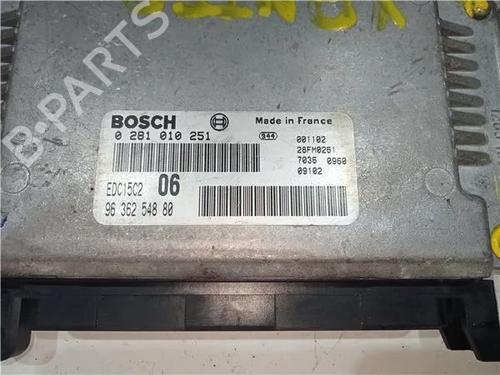 B-PARTS
BOSCH
Made in France
0 281 010 251
944
001102
28FM0261
7036 0960
09102
EDC15C2 06
96 362 548 80